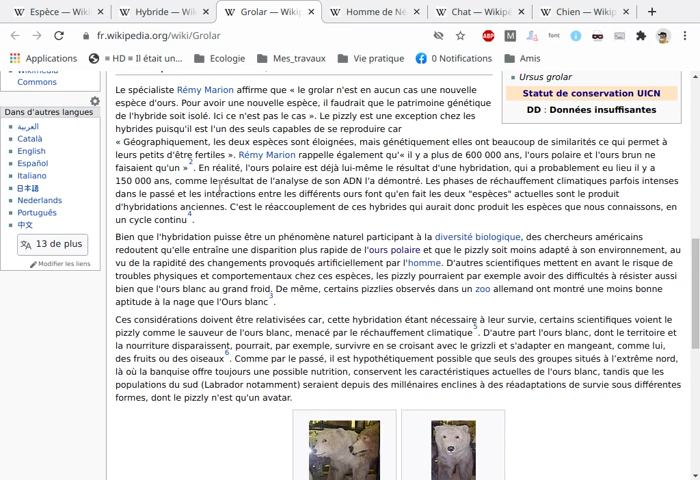 Espèce — Wikip
Hybride — Wiki
Grolar — Wikip
Homme de Né
Chat — Wikipé
Chien — Wikip
fr.wikipedia.org/wiki/Grolar
Applications
= HD = Il était un...
Ecologie
Mes_travaux
Vie pratique
0 Notifications
Amis
Wikimedia
Commons
Dans d'autres langues
العربية
Català
English
Español
Italiano
日本語
Nederlands
Português
中文
13 de plus
Modifier les liens
Ursus grolar
Statut de conservation UICN
DD : Données insuffisantes
Le spécialiste Rémy Marion affirme que « le grolar n'est en aucun cas une nouvelle
espèce d'ours. Pour avoir une nouvelle espèce, il faudrait que le patrimoine génétique
de l'hybride soit isolé. Ici ce n'est pas le cas ». Le pizzly est une exception chez les
hybrides puisqu'il est l'un des seuls capables de se reproduire car
« Géographiquement, les deux espèces sont éloignées, mais génétiquement elles ont beaucoup de similarités ce qui permet à
leurs petits d'être fertiles ». Rémy Marion rappelle également qu'« il y a plus de 600 000 ans, l'ours polaire et l'ours brun ne
faisaient qu'un »2. En réalité, l'ours polaire est déjà lui-même le résultat d'une hybridation, qui a probablement eu lieu il y a
150 000 ans, comme le résultat de l'analyse de son ADN l'a démontré. Les phases de réchauffement climatiques parfois intenses
dans le passé et les intéractions entre les différents ours font qu'en fait les deux "espèces" actuelles sont le produit
d'hybridations anciennes. C'est le réaccouplement de ces hybrides qui aurait donc produit les espèces que nous connaissons, en
un cycle continu4.
Bien que l'hybridation puisse être un phénomène naturel participant à la diversité biologique, des chercheurs américains
redoutent qu'elle entraîne une disparition plus rapide de l'ours polaire et que le pizzly soit moins adapté à son environnement, au
vu de la rapidité des changements provoqués artificiellement par l'homme. D'autres scientifiques mettent en avant le risque de
troubles physiques et comportementaux chez ces espèces, les pizzly pourraient par exemple avoir des difficultés à résister aussi
bien que l'ours blanc au grand froid. De même, certains pizzlies observés dans un zoo allemand ont montré une moins bonne
aptitude à la nage que l'Ours blanc3.
Ces considérations doivent être relativisées car, cette hybridation étant nécessaire à leur survie, certains scientifiques voient le
pizzly comme le sauveur de l'ours blanc, menacé par le réchauffement climatique5. D'autre part l'ours blanc, dont le territoire et
la nourriture disparaissent, pourrait, par exemple, survivre en se croisant avec le grizzli et s'adapter en mangeant, comme lui,
des fruits ou des oiseaux6. Comme par le passé, il est hypothétiquement possible que seuls des groupes situés à l'extrême nord,
là où la banquise offre toujours une possible nutrition, conservent les caractéristiques actuelles de l'ours blanc, tandis que les
populations du sud (Labrador notamment) seraient depuis des millénaires enclines à des réadaptations de survie sous différentes
formes, dont le pizzly n'est qu'un avatar.